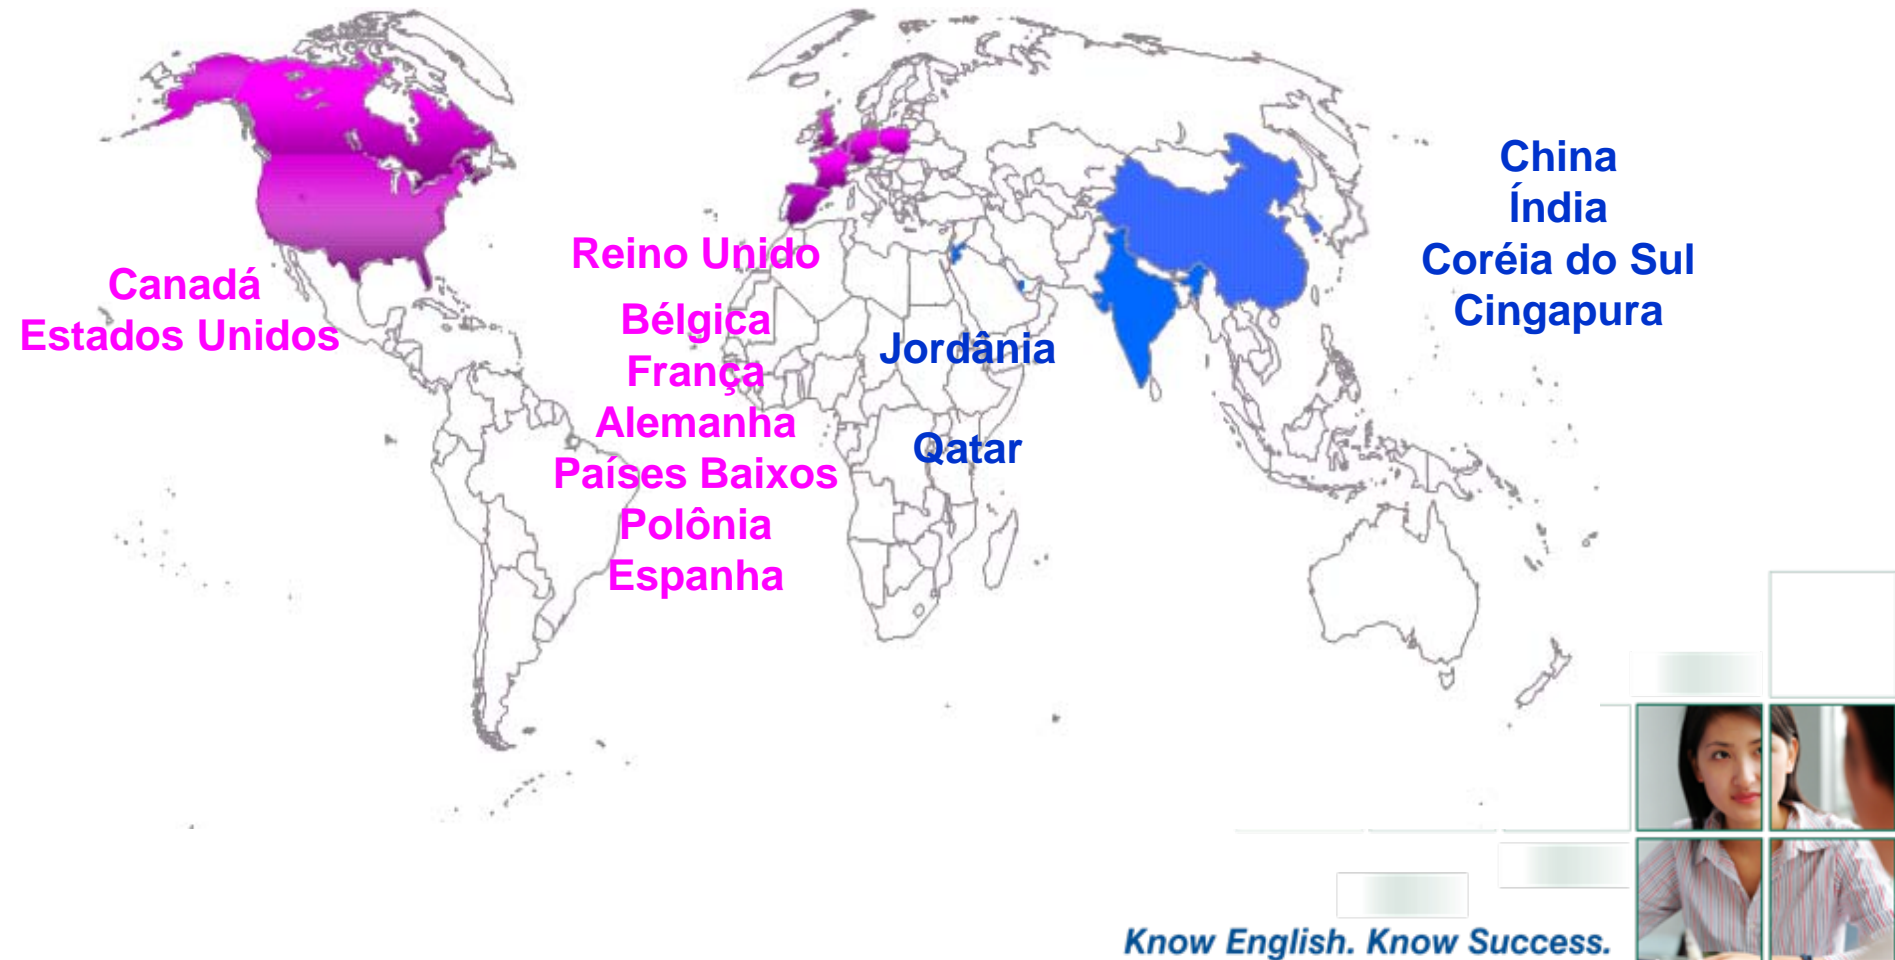 Canadá
Estados Unidos
Reino Unido
Bélgica
França
Alemanha
Países Baixos
Polônia
Espanha
Jordânia
Qatar
China
Índia
Coréia do Sul
Cingapura
Know English. Know Success.